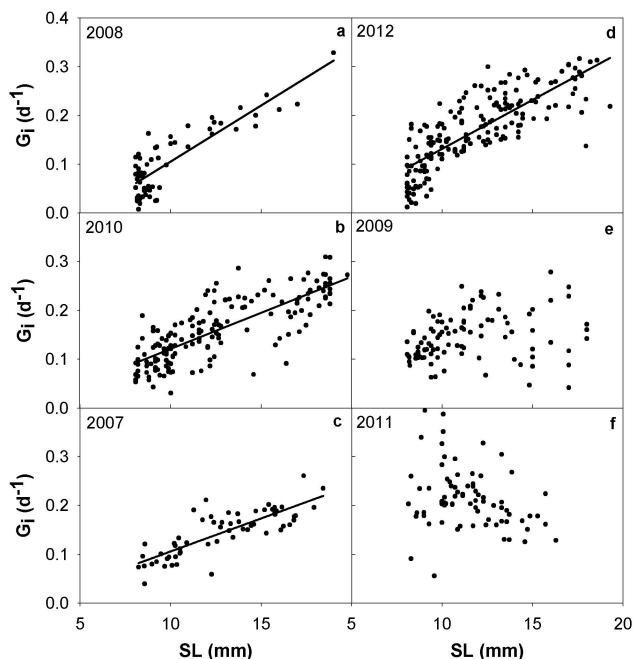 2008 a
2012 d
0.4
0.3
0.2
0.1
0.0
Gi (d-1)
2010 b
2009 e
0.3
0.2
0.1
0.0
Gi (d-1)
2007 c
2011 f
0.3
0.2
0.1
0.0
Gi (d-1)
5 10 15 5 10 15 20
SL (mm) SL (mm)